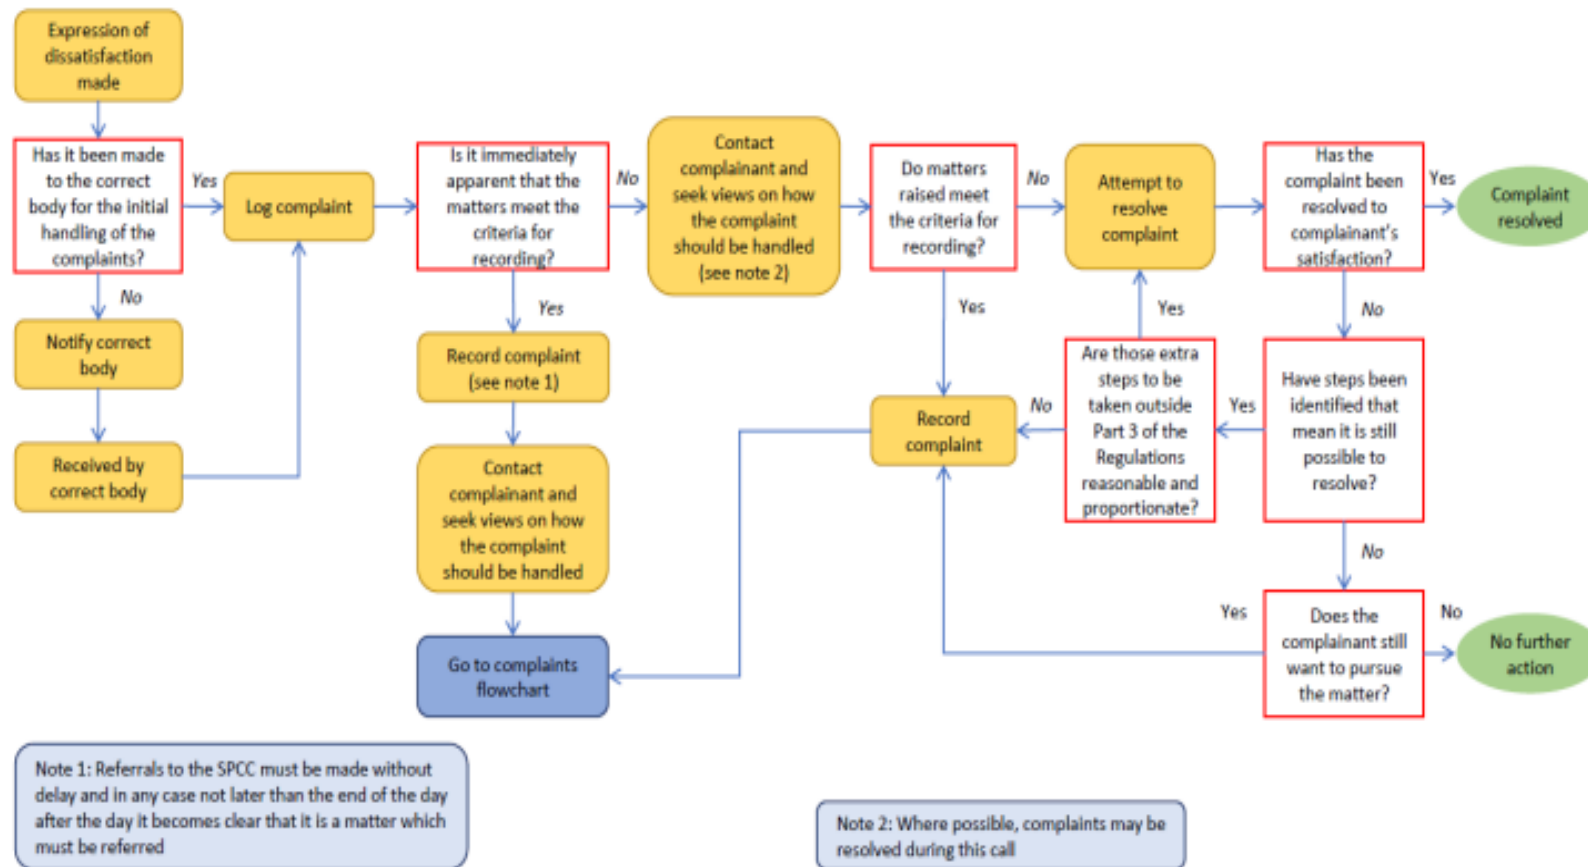 Expression of
dissatisfaction
made
Has it been made
to the correct
body for the initial
handling of the
complaints?
Yes
No
Notify correct
body
Received by
correct body
Log complaint
Is it immediately
apparent that the
matters meet the
criteria for
recording?
No
Yes
Record complaint
(see note 1)
Contact
complainant and
seek views on how
the complaint
should be handled
Go to complaints
flowchart
Contact
complainant and
seek views on how
the complaint
should be handled
(see note 2)
Do matters
raised meet
the criteria for
recording?
No
Yes
Record
complaint
Attempt to
resolve
complaint
Has the
complaint been
resolved to
complainant's
satisfaction?
Yes
Complaint
resolved
No
Have steps been
identified that
mean it is still
possible to
resolve?
Yes
Are those extra
steps to be
taken outside
Part 3 of the
Regulations
reasonable and
proportionate?
Yes
No
No
Does the
complainant still
want to pursue
the matter?
Yes
No
No further
action
Note 1: Referrals to the SPCC must be made without
delay and in any case not later than the end of the day
after the day it becomes clear that it is a matter which
must be referred
Note 2: Where possible, complaints may be
resolved during this call